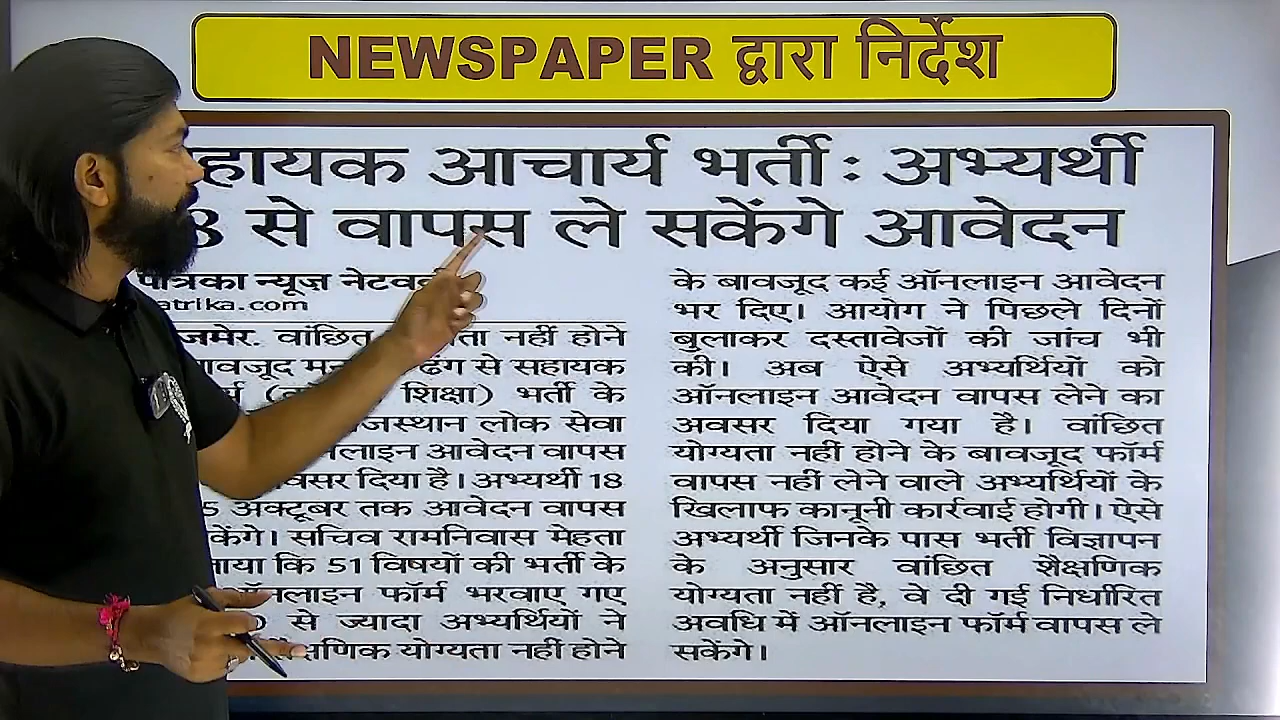 NEWSPAPER द्वारा निर्देश
हायक आचार्य भर्ती : अभ्यर्थी
8 से वापस ले सकेंगे आवेदन
पत्रिका न्यूज नेटवर्क
atrika.com
जमेर. वांछित ता नहीं होने
बावजूद ढंग से सहायक
शिक्षा) भर्ती के
जस्थान लोक सेवा
लाइन आवेदन वापस
वसर दिया है। अभ्यर्थी 18
5 अक्टूबर तक आवेदन वापस
केंगे। सचिव रामनिवास मेहता
ताया कि 51 विषयों की भर्ती के
ऑनलाइन फॉर्म भरवाए गए
से ज्यादा अभ्यर्थियों ने
क्षणिक योग्यता नहीं होने
के बावजूद कई ऑनलाइन आवेदन
भर दिए। आयोग ने पिछले दिनों
बुलाकर दस्तावेजों की जांच भी
की। अब ऐसे अभ्यर्थियों को
ऑनलाइन आवेदन वापस लेने का
अवसर दिया गया है। वांछित
योग्यता नहीं होने के बावजूद फॉर्म
वापस नहीं लेने वाले अभ्यर्थियों के
खिलाफ कानूनी कार्रवाई होगी। ऐसे
अभ्यर्थी जिनके पास भर्ती विज्ञापन
के अनुसार वांछित शैक्षणिक
योग्यता नहीं है, वे दी गई निर्धारित
अवधि में ऑनलाइन फॉर्म वापस ले
सकेंगे।